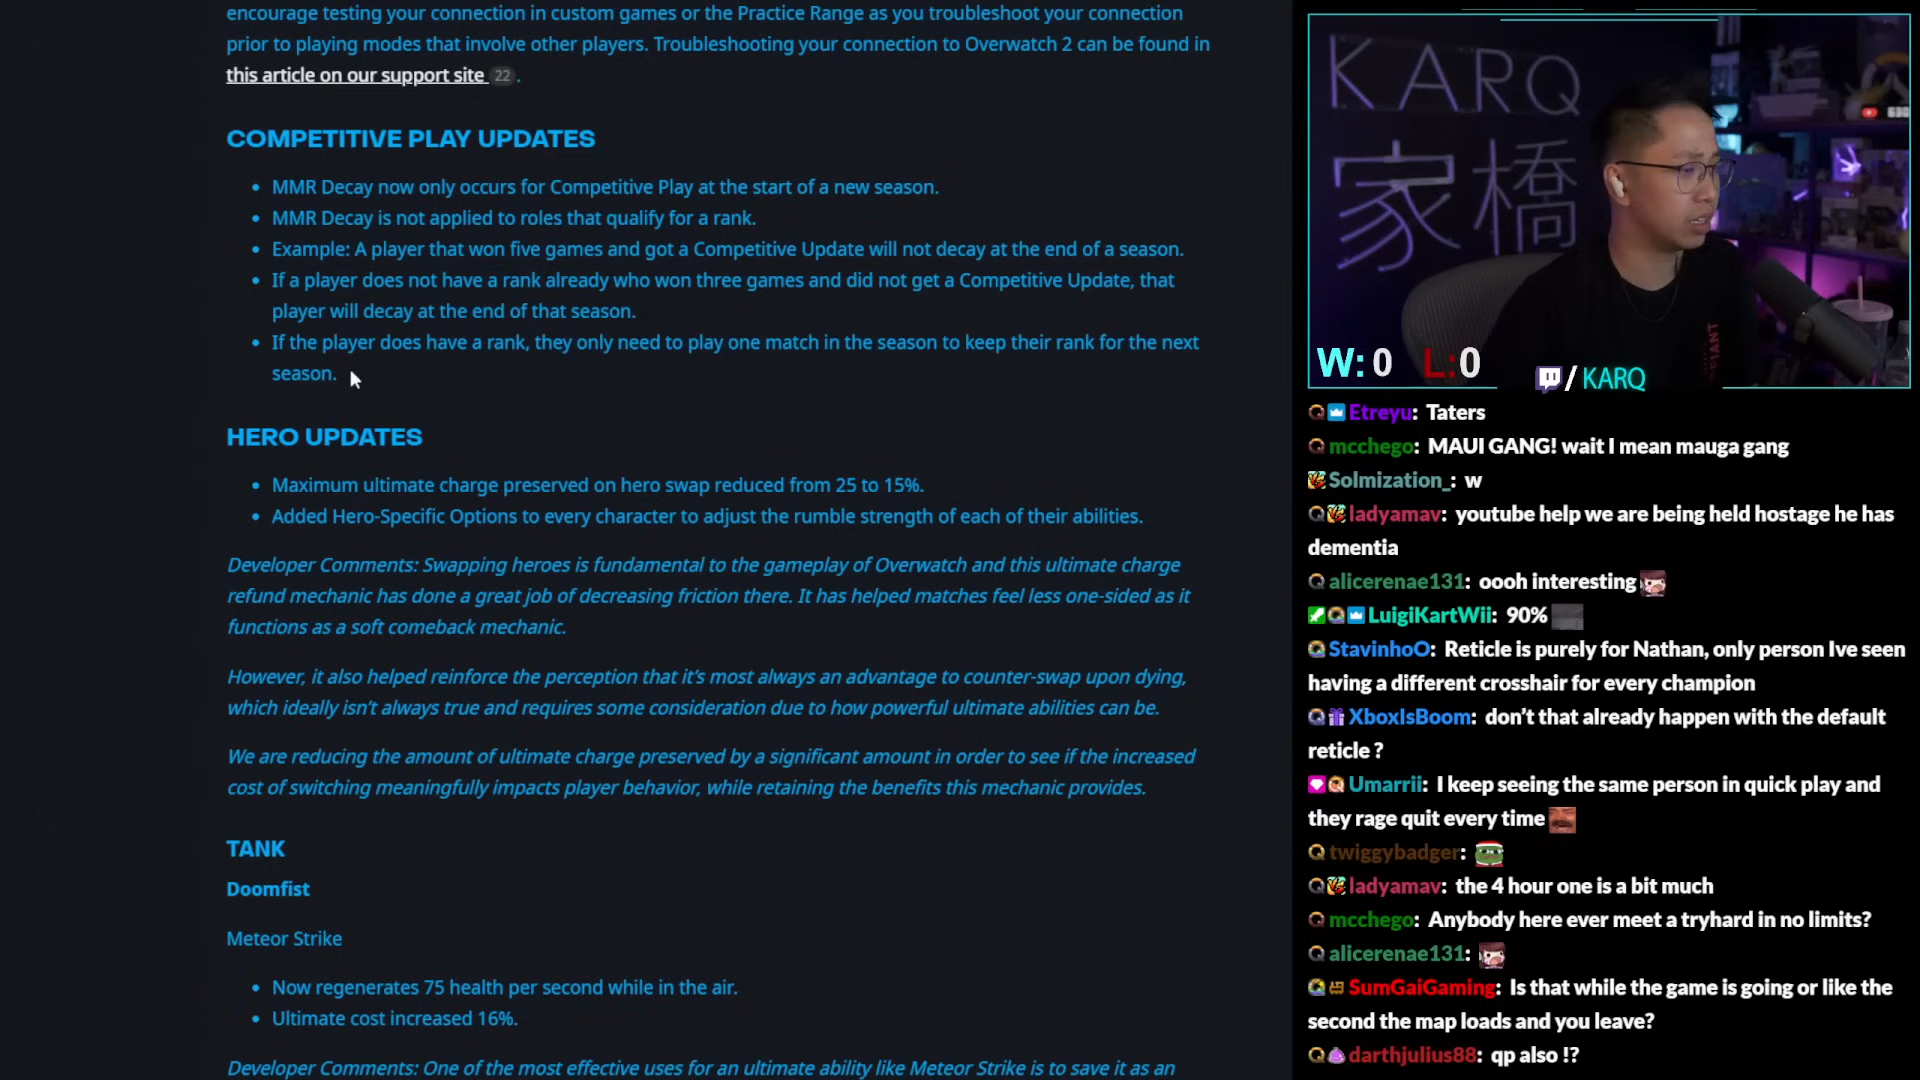 encourage testing your connection in custom games or the Practice Range as you troubleshoot your connection
prior to playing modes that involve other players. Troubleshooting your connection to Overwatch 2 can be found in
this article on our support site 22 .
COMPETITIVE PLAY UPDATES
• MMR Decay now only occurs for Competitive Play at the start of a new season.
• MMR Decay is not applied to roles that qualify for a rank.
• Example: A player that won five games and got a Competitive Update will not decay at the end of a season.
• If a player does not have a rank already who won three games and did not get a Competitive Update, that
player will decay at the end of that season.
• If the player does have a rank, they only need to play one match in the season to keep their rank for the next
season.
HERO UPDATES
• Maximum ultimate charge preserved on hero swap reduced from 25 to 15%.
• Added Hero-Specific Options to every character to adjust the rumble strength of each of their abilities.
Developer Comments: Swapping heroes is fundamental to the gameplay of Overwatch and this ultimate charge
refund mechanic has done a great job of decreasing friction there. It has helped matches feel less one-sided as it
functions as a soft comeback mechanic.
However, it also helped reinforce the perception that it's most always an advantage to counter-swap upon dying,
which ideally isn't always true and requires some consideration due to how powerful ultimate abilities can be.
We are reducing the amount of ultimate charge preserved by a significant amount in order to see if the increased
cost of switching meaningfully impacts player behavior, while retaining the benefits this mechanic provides.
TANK
Doomfist
Meteor Strike
• Now regenerates 75 health per second while in the air.
• Ultimate cost increased 16%.
Developer Comments: One of the most effective uses for an ultimate ability like Meteor Strike is to save it as an
KARQ
家橋
W: 0 L: 0
/ KARQ
Etreyu: Taters
mcchego: MAUI GANG! wait I mean mauga gang
Solmization_: w
ladyamav: youtube help we are being held hostage he has
dementia
alicerenae131: oooh interesting
LuigiKartWii: 90%
StavinhoO: Reticle is purely for Nathan, only person Ive seen
having a different crosshair for every champion
XboxIsBoom: don't that already happen with the default
reticle ?
Umarrii: I keep seeing the same person in quick play and
they rage quit every time
twiggybadger:
ladyamav: the 4 hour one is a bit much
mcchego: Anybody here ever meet a tryhard in no limits?
alicerenae131:
SumGaiGaming: Is that while the game is going or like the
second the map loads and you leave?
darthjulius88: qp also !?